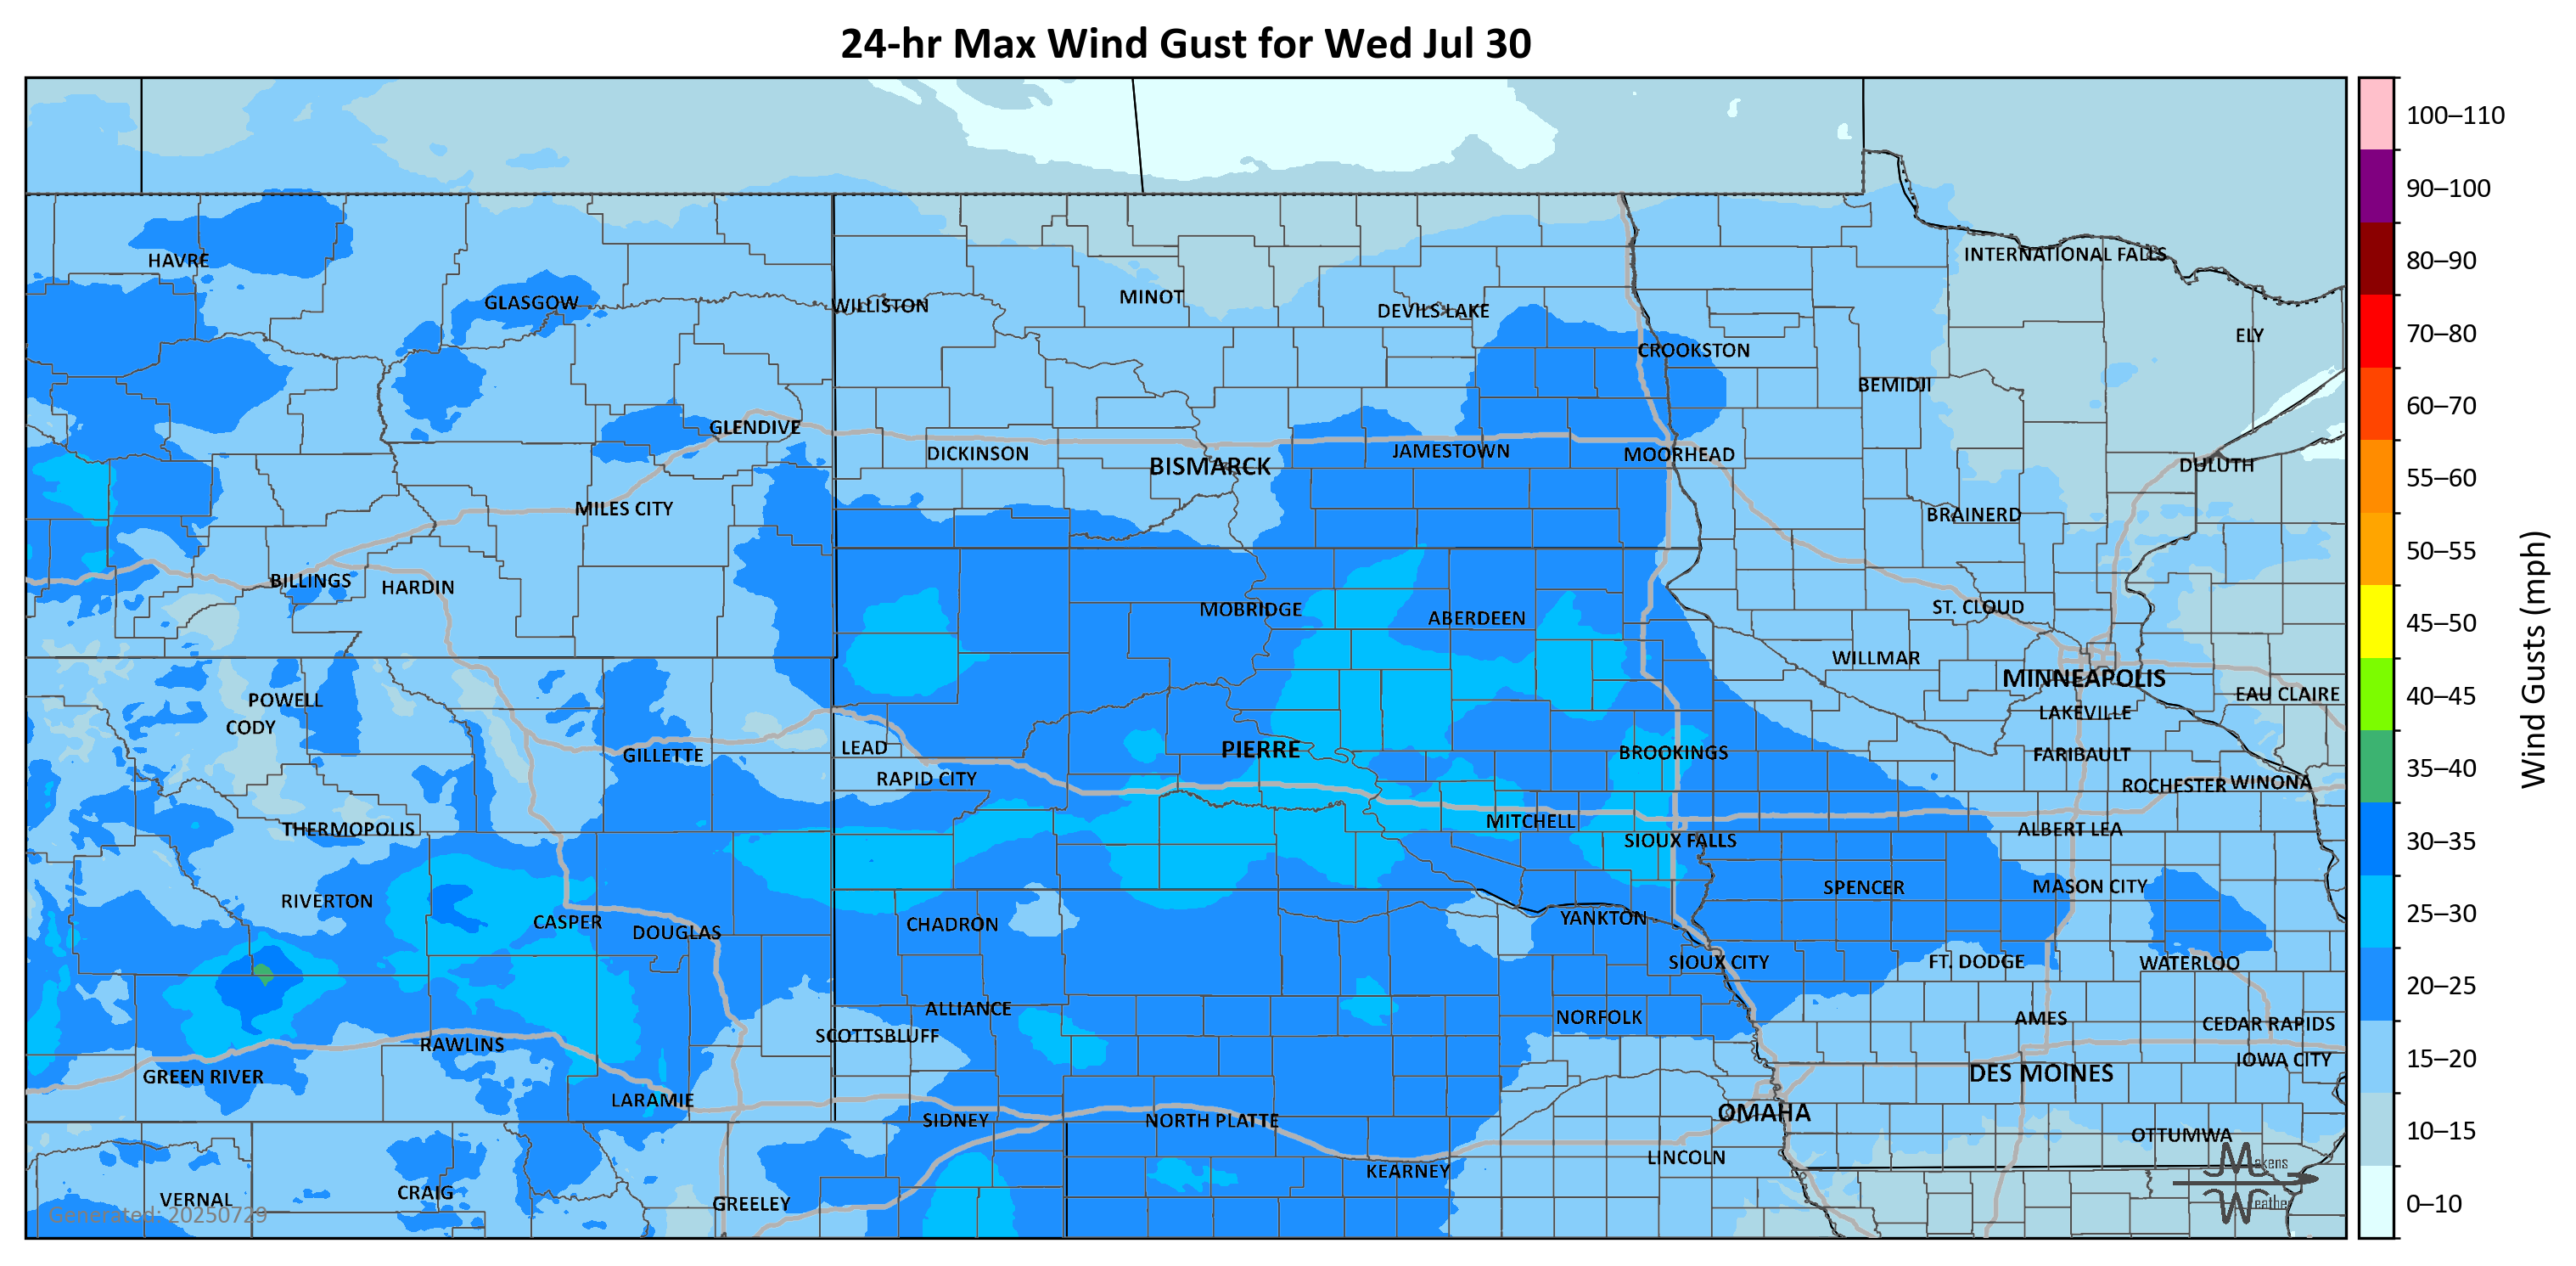 24-hr Max Wind Gust for Wed Jul 30
100–110
90–100
80–90
70–80
60–70
55–60
50–55
45–50
40–45
35–40
30–35
25–30
20–25
15–20
10–15
0–10
Wind Gusts (mph)
HAVRE
INTERNATIONAL FALLS
GLASGOW
WILLISTON
MINOT
DEVILS LAKE
ELY
CROOKSTON
BEMIDJI
GLENDIVE
DICKINSON
BISMARCK
JAMESTOWN
MOORHEAD
DULUTH
MILES CITY
BRAINERD
BILLINGS
HARDIN
MOBRIDGE
ABERDEEN
ST. CLOUD
WILLMAR
MINNEAPOLIS
EAU CLAIRE
POWELL
CODY
LAKEVILLE
GILLETTE
LEAD
PIERRE
BROOKINGS
FARIBAULT
RAPID CITY
ROCHESTER
WINONA
THERMOPOLIS
MITCHELL
SIOUX FALLS
ALBERT LEA
RIVERTON
CASPER
DOUGLAS
CHADRON
YANKTON
SPENCER
MASON CITY
SIOUX CITY
FT. DODGE
WATERLOO
ALLIANCE
SCOTTSBLUFF
NORFOLK
AMES
CEDAR RAPIDS
RAWLINS
IOWA CITY
GREEN RIVER
DES MOINES
LARAMIE
SIDNEY
NORTH PLATTE
OMAHA
OTTUMWA
KEARNEY
LINCOLN
VERNAL
CRAIG
GREELEY
Generated: 20250729
Makens
Weather